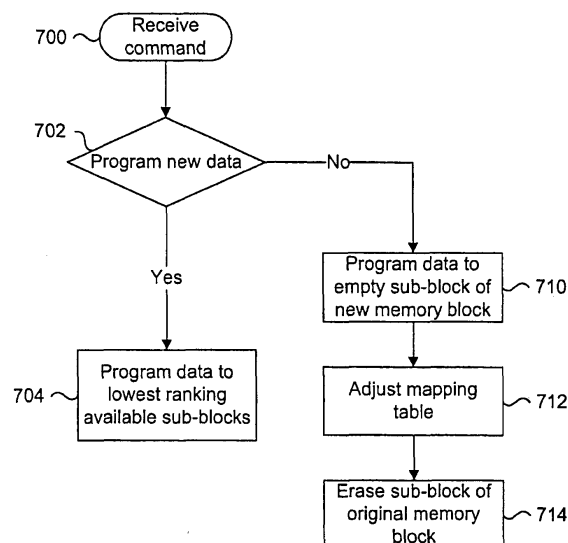 700
Receive
command
702
Program new data
No
Yes
Program data to
empty sub-block of
new memory block
710
704
Program data to
lowest ranking
available sub-blocks
Adjust mapping
table
712
Erase sub-block of
original memory
block
714